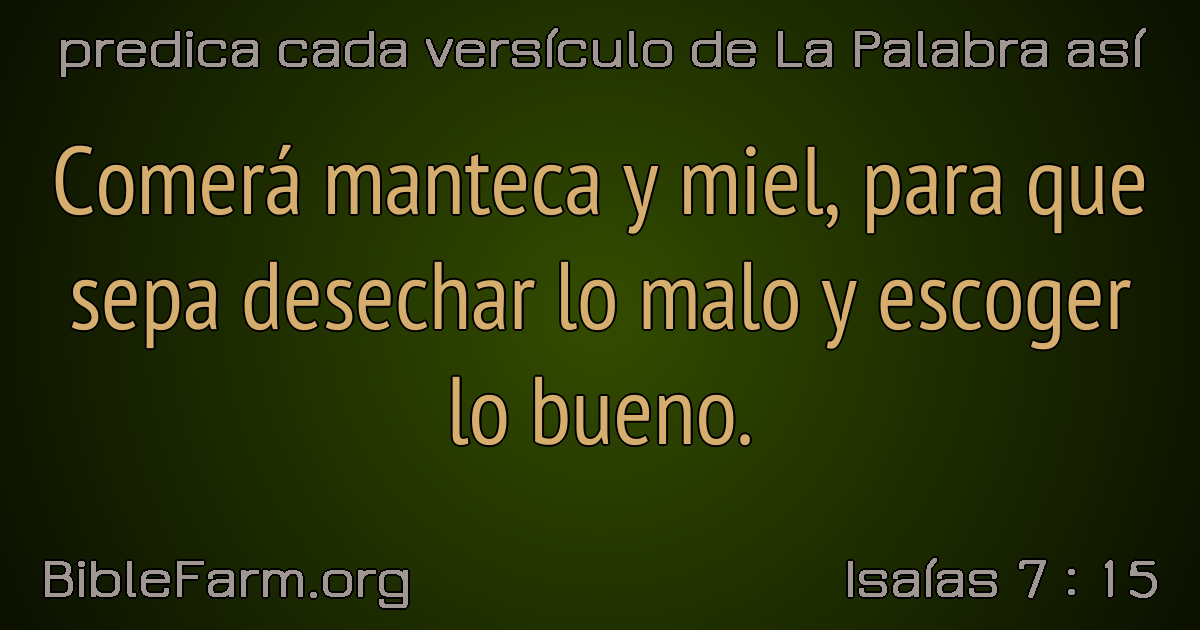 predica cada versículo de La Palabra así
Comerá manteca y miel, para que
sepa desechar lo malo y escoger
lo bueno.
BibleFarm.org
Isaías 7 : 15